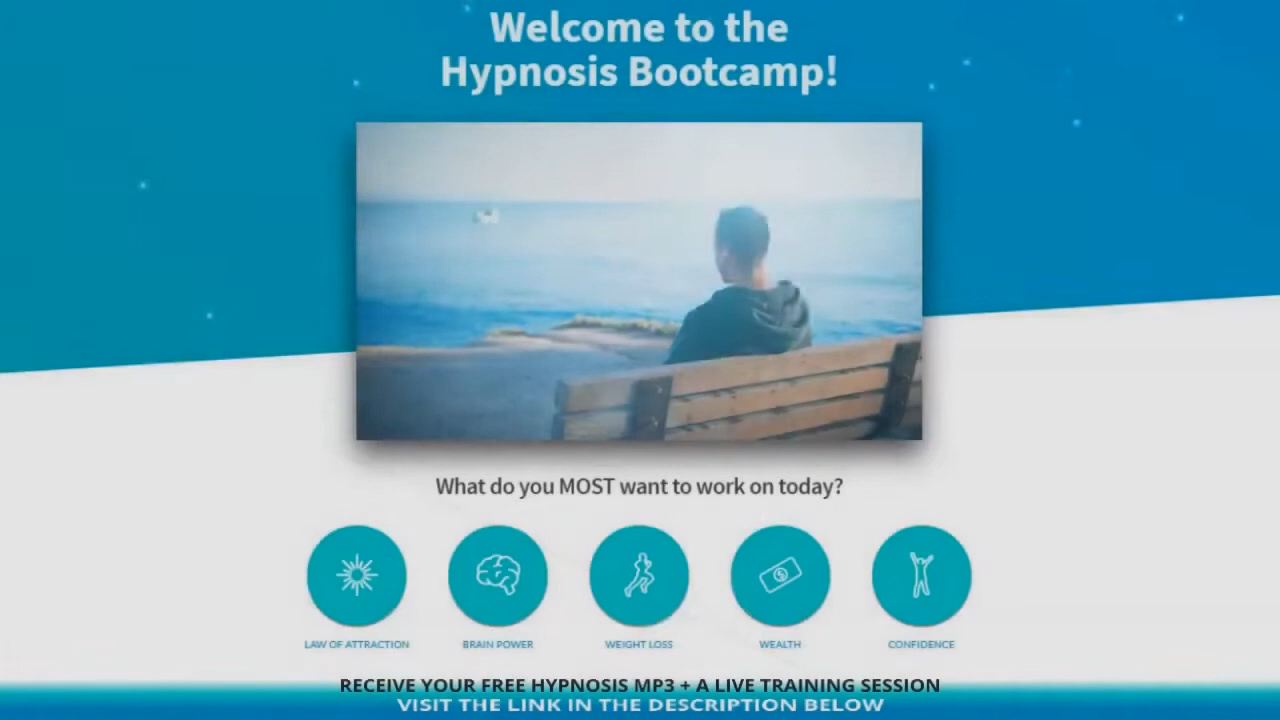 Welcome to the
Hypnosis Bootcamp!
What do you MOST want to work on today?
LAW OF ATTRACTION
BRAIN POWER
WEIGHT LOSS
WEALTH
CONFIDENCE
RECEIVE YOUR FREE HYPNOSIS MP3 + A LIVE TRAINING SESSION
VISIT THE LINK IN THE DESCRIPTION BELOW